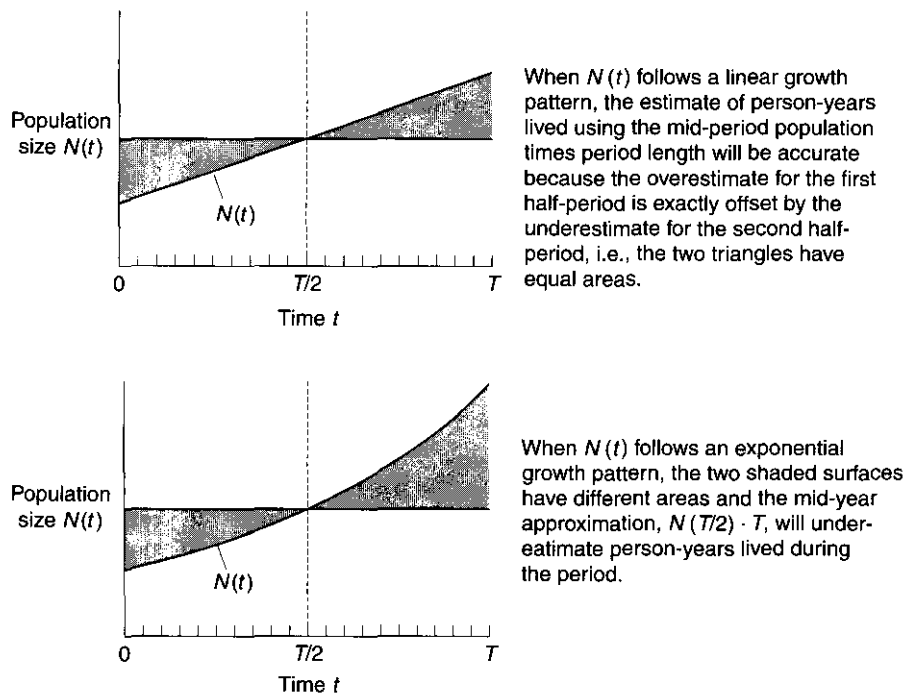 Population
size N(t)
N(t)
0
T/2
T
Time t
When N(t) follows a linear growth
pattern, the estimate of person-years
lived using the mid-period population
times period length will be accurate
because the overestimate for the first
half-period is exactly offset by the
underestimate for the second half-
period, i.e., the two triangles have
equal areas.
Population
size N(t)
N(t)
0
T/2
T
Time t
When N(t) follows an exponential
growth pattern, the two shaded surfaces
have different areas and the mid-year
approximation, N(T/2) · T, will under-
eatimate person-years lived during
the period.